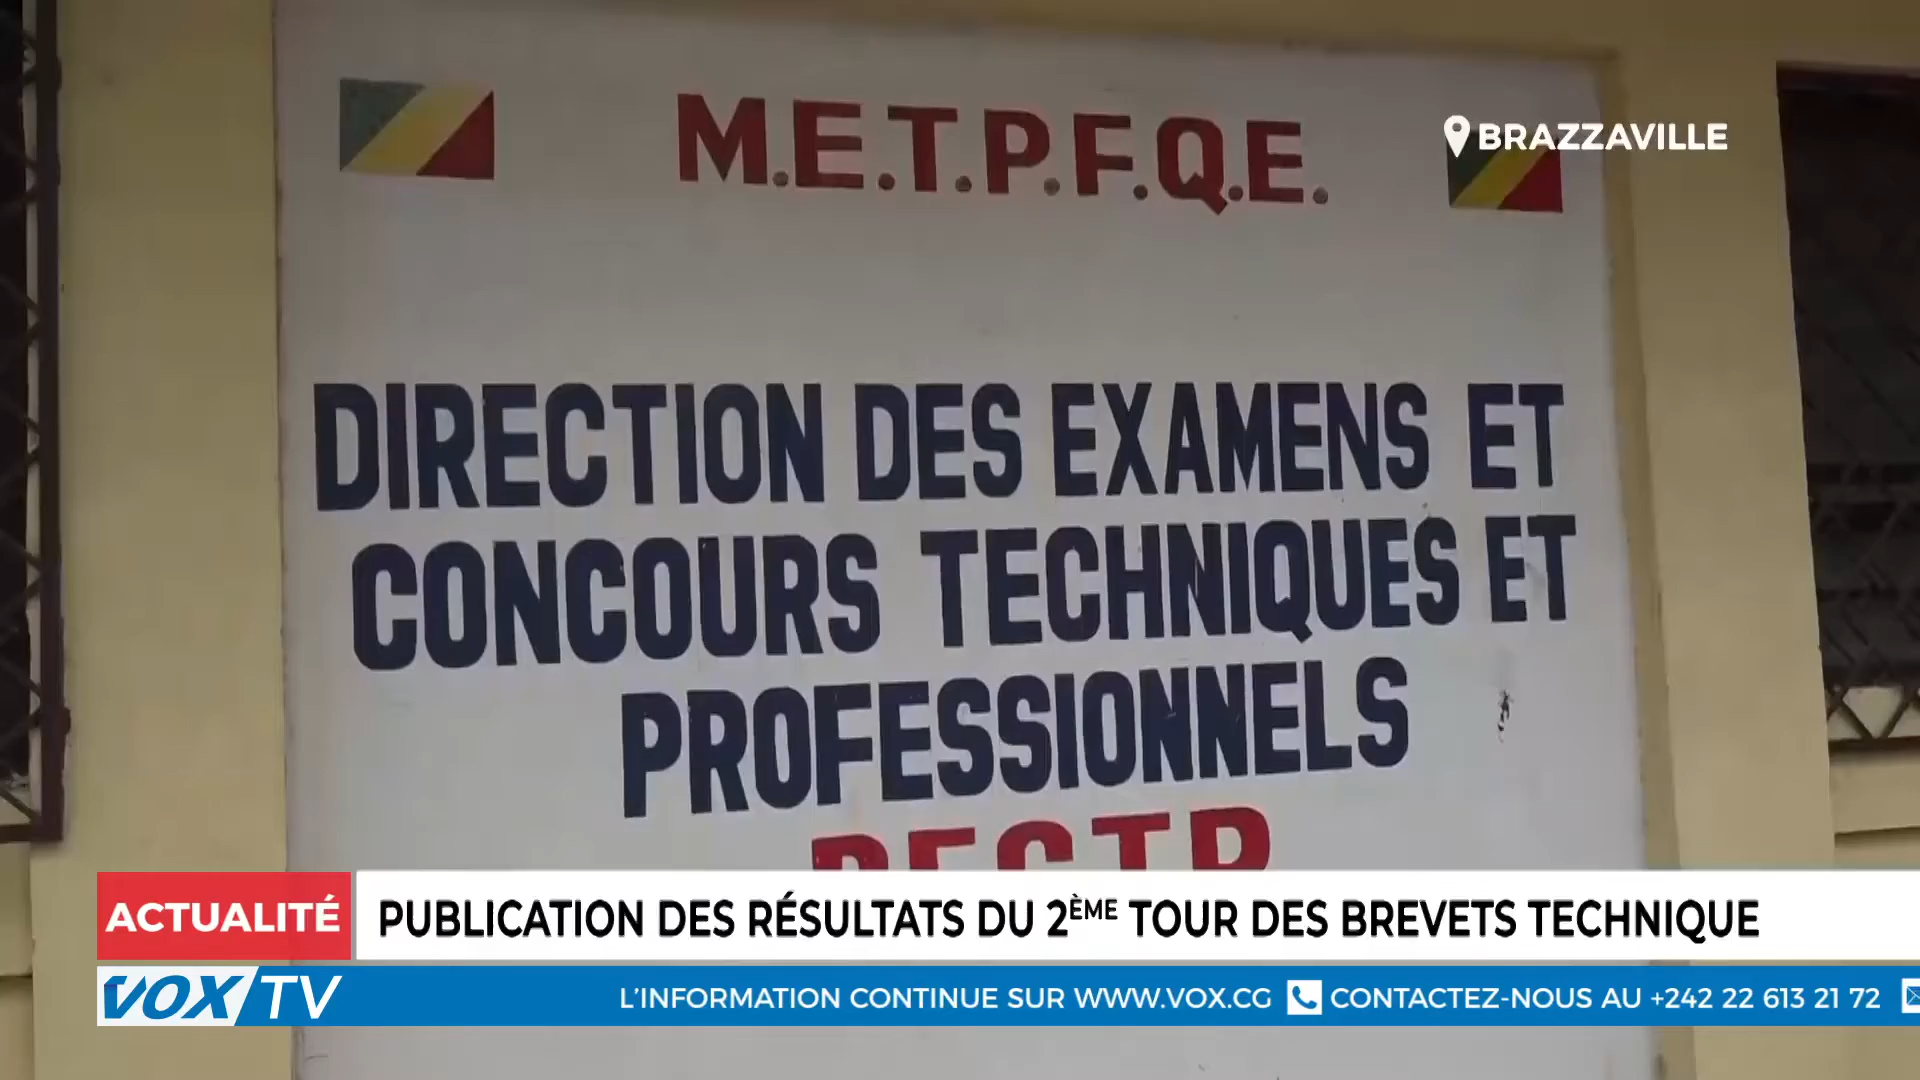 M.E.T.P.F.Q.E.
BRAZZAVILLE
DIRECTION DES EXAMENS ET
CONCOURS TECHNIQUES ET
PROFESSIONNELS
DECTP
ACTUALITÉ
PUBLICATION DES RÉSULTATS DU 2ÈME TOUR DES BREVETS TECHNIQUE
VOX TV
L'INFORMATION CONTINUE SUR WWW.VOX.CG CONTACTEZ-NOUS AU +242 22 613 21 72